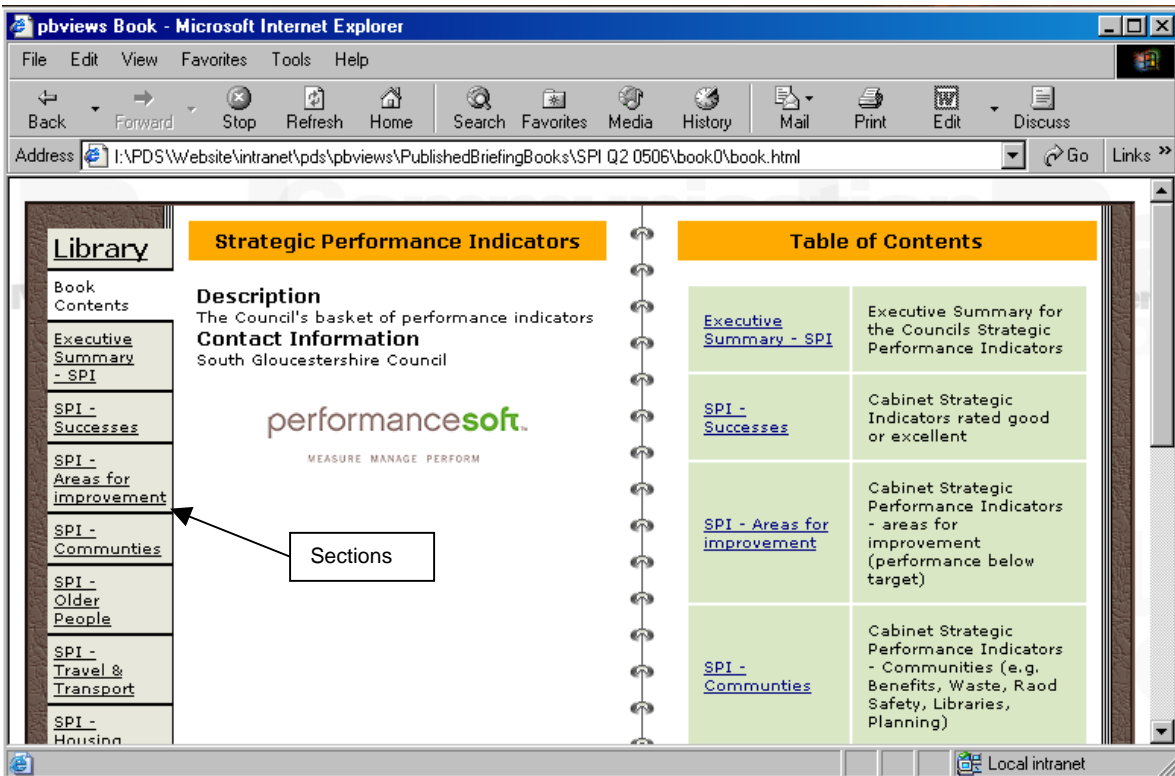 pbviews Book - Microsoft Internet Explorer
File Edit View Favorites Tools Help
Back Forward Stop Refresh Home Search Favorites Media History Mail Print Edit Discuss
Address I:\PDS\Website\intranet\pds\pbviews\PublishedBriefingBooks\SPI Q2 0506\book0\book.html Go Links »
Library
Book
Contents
Executive
Summary
- SPI
SPI -
Successes
SPI -
Areas for
improvement
SPI -
Communties
SPI -
Older
People
SPI -
Travel &
Transport
SPI -
Housing
Strategic Performance Indicators
Description
The Council's basket of performance indicators
Contact Information
South Gloucestershire Council
performancesoft™
MEASURE MANAGE PERFORM
Sections
Table of Contents
Executive
Summary - SPI
Executive Summary for
the Councils Strategic
Performance Indicators
SPI -
Successes
Cabinet Strategic
Indicators rated good
or excellent
SPI - Areas for
improvement
Cabinet Strategic
Performance Indicators
- areas for
improvement
(performance below
target)
SPI -
Communties
Cabinet Strategic
Performance Indicators
- Communities (e.g.
Benefits, Waste, Raod
Safety, Libraries,
Planning)
Local intranet